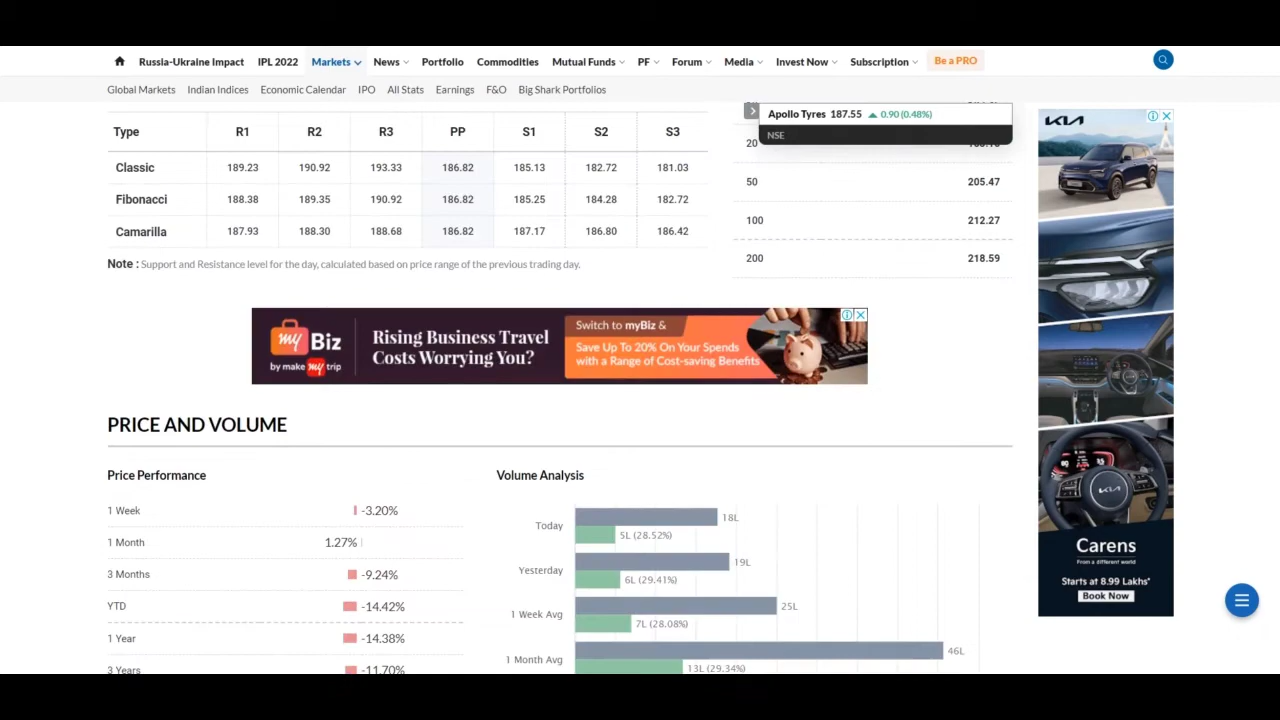 Russia-Ukraine Impact IPL 2022 Markets News Portfolio Commodities Mutual Funds PF Forum Media Invest Now Subscription Be a PRO
Global Markets Indian Indices Economic Calendar IPO All Stats Earnings F&O Big Shark Portfolios
Type R1 R2 R3 PP S1 S2 S3
Classic 189.23 190.92 193.33 186.82 185.13 182.72 181.03
Fibonacci 188.38 189.35 190.92 186.82 185.25 184.28 182.72
Camarilla 187.93 188.30 188.68 186.82 187.17 186.80 186.42
Note : Support and Resistance level for the day, calculated based on price range of the previous trading day.
Apollo Tyres 187.55 0.90 (0.48%)
NSE
20
50 205.47
100 212.27
200 218.59
my Biz
by make my trip
Rising Business Travel
Costs Worrying You?
Switch to myBiz &
Save Up To 20% On Your Spends
with a Range of Cost-saving Benefits
PRICE AND VOLUME
Price Performance
1 Week -3.20%
1 Month 1.27%
3 Months -9.24%
YTD -14.42%
1 Year -14.38%
3 Years -11.70%
Volume Analysis
Today 18L
5L (28.52%)
Yesterday 19L
6L (29.41%)
1 Week Avg 25L
7L (28.08%)
1 Month Avg 46L
13L (29.34%)
KIA
Carens
From a different world
Starts at 8.99 Lakhs*
Book Now